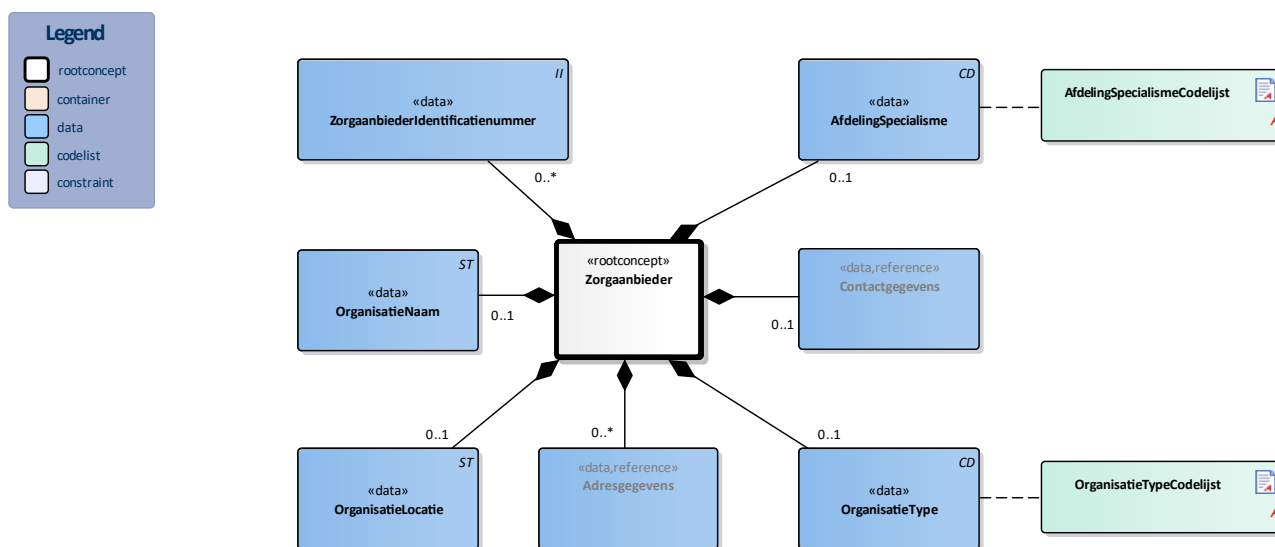 Legend
rootconcept
container
data
codelist
constraint
II
«data»
ZorgaanbiederIdentificatienummer
0..*
CD
«data»
AfdelingSpecialisme
0..1
AfdelingSpecialismeCodelijst
A
ST
«data»
OrganisatieNaam
0..1
«rootconcept»
Zorgaanbieder
«data,reference»
Contactgegevens
0..1
ST
«data»
OrganisatieLocatie
0..1
«data,reference»
Adresgegevens
0..*
CD
«data»
OrganisatieType
0..1
OrganisatieTypeCodelijst
A